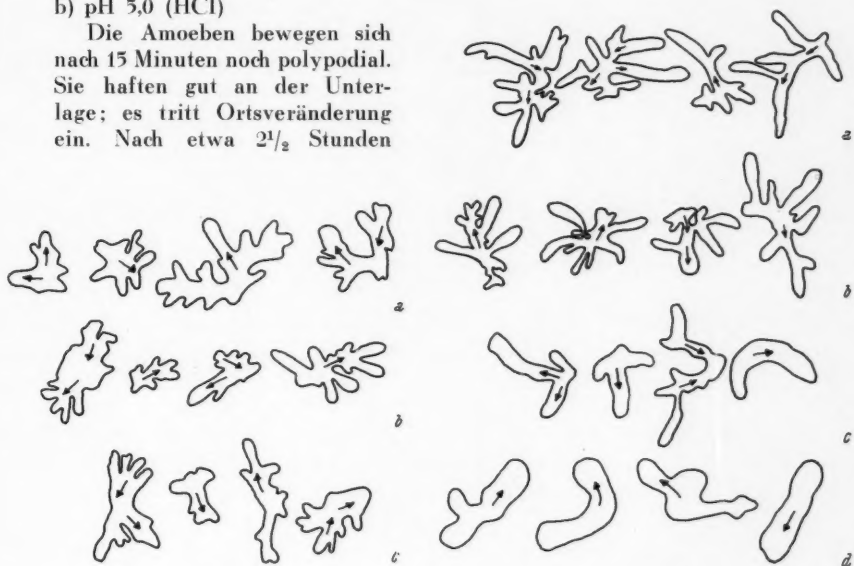 b) pH 5,0 (HCl)
Die Amoeben bewegen sich
nach 15 Minuten noch polypodial.
Sie haften gut an der Unter-
lage; es tritt Ortsveränderung
ein. Nach etwa 2¹/₂ Stunden
a
b
c
a
b
c
d